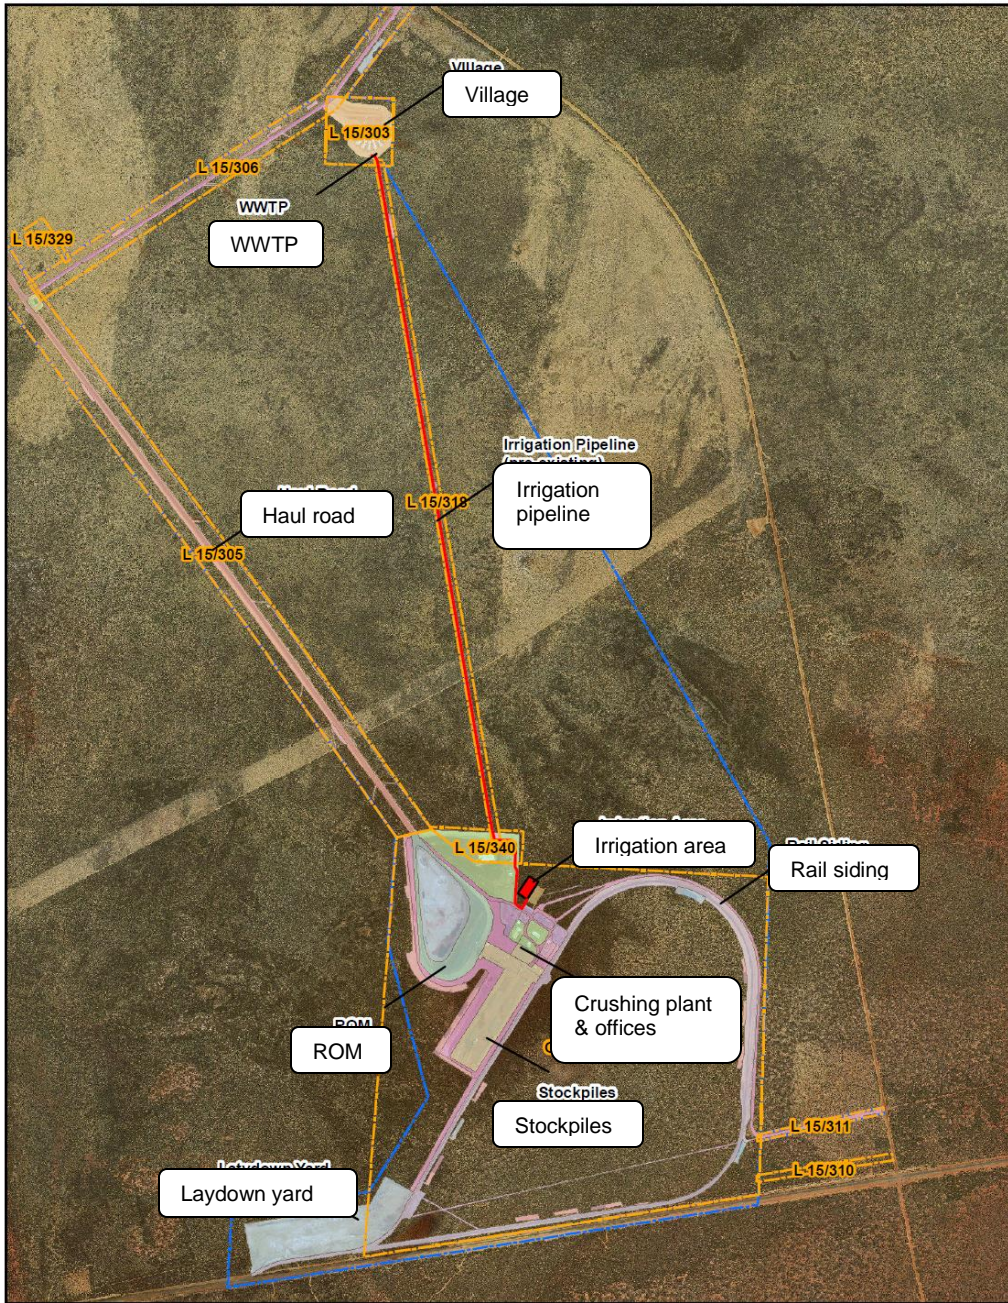 Village
Village
L 15/303
L 15/306
WWTP
WWTP
L 15/329
Irrigation Pipeline
Irrigation
pipeline
L 15/318
Haul road
L 15/305
L 15/340
Irrigation area
Rail siding
Crushing plant
& offices
ROM
ROM
Stockpiles
Stockpiles
L 15/311
L 15/310
Laydown yard